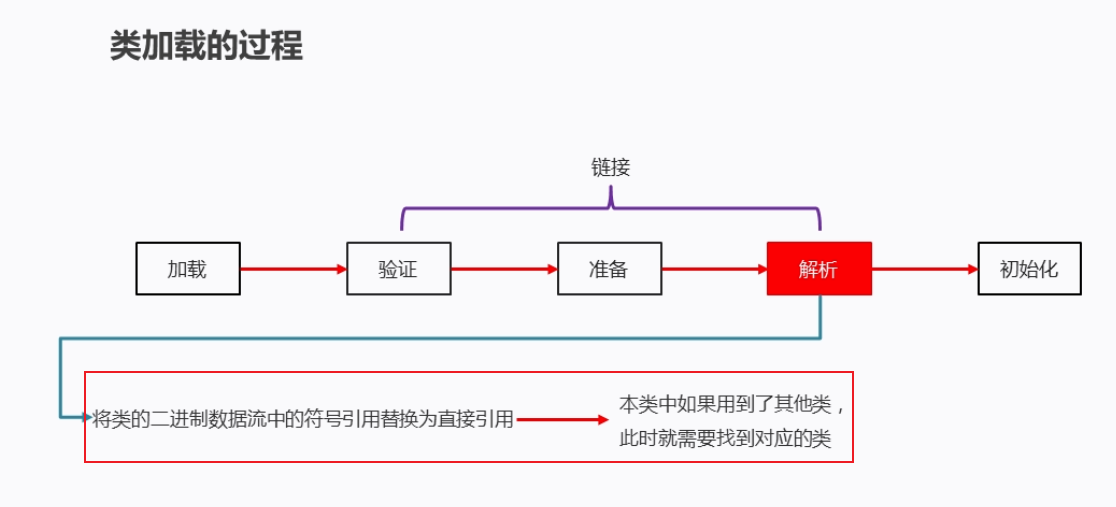 类加载的过程
链接
加载
验证
准备
解析
初始化
将类的二进制数据流中的符号引用替换为直接引用
本类中如果用到了其他类，
此时就需要找到对应的类